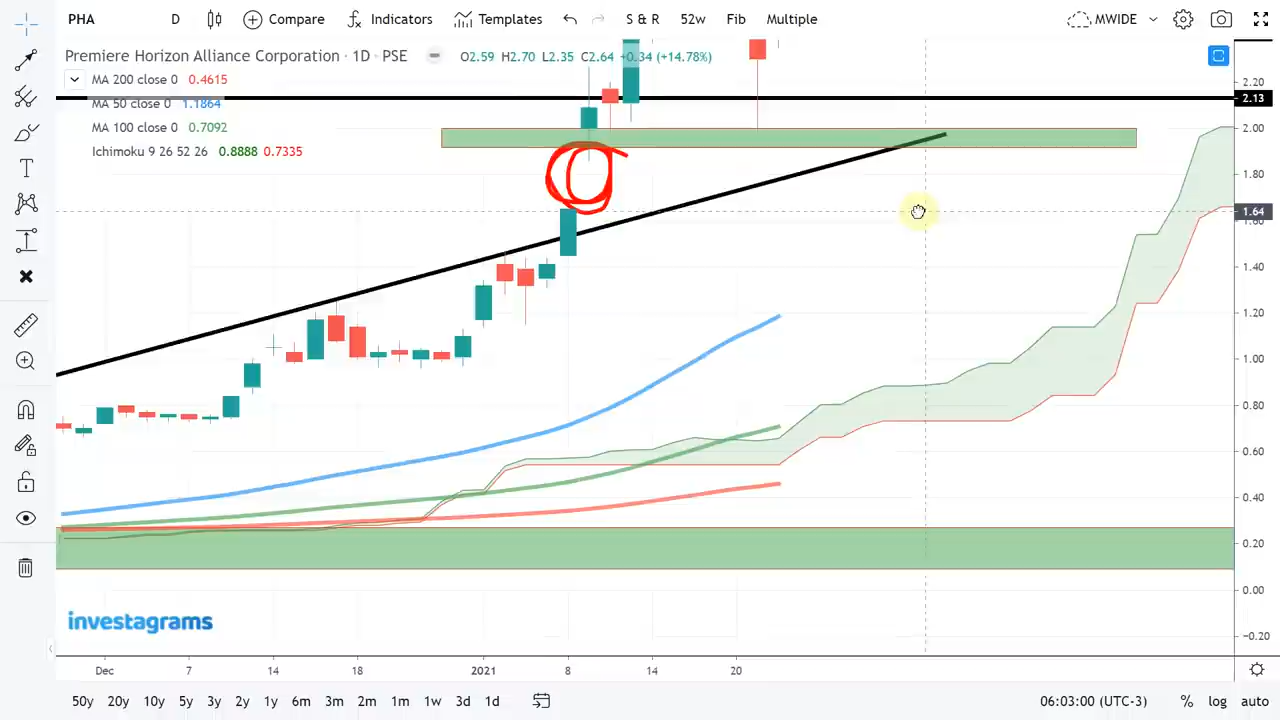 PHA D Compare Indicators Templates S & R 52w Fib Multiple MWIDE
Premiere Horizon Alliance Corporation · 1D · PSE O2.59 H2.70 L2.35 C2.64 +0.34 (+14.78%)
MA 200 close 0 0.4615
MA 50 close 0 1.1864
MA 100 close 0 0.7092
Ichimoku 9 26 52 26 0.8888 0.7335
2.20
2.13
2.00
1.80
1.64
1.60
1.40
1.20
1.00
0.80
0.60
0.40
0.20
0.00
−0.20
investagrams
Dec 7 14 18 2021 8 14 20
50y 20y 10y 5y 3y 2y 1y 6m 3m 2m 1m 1w 3d 1d 06:03:00 (UTC-3) % log auto